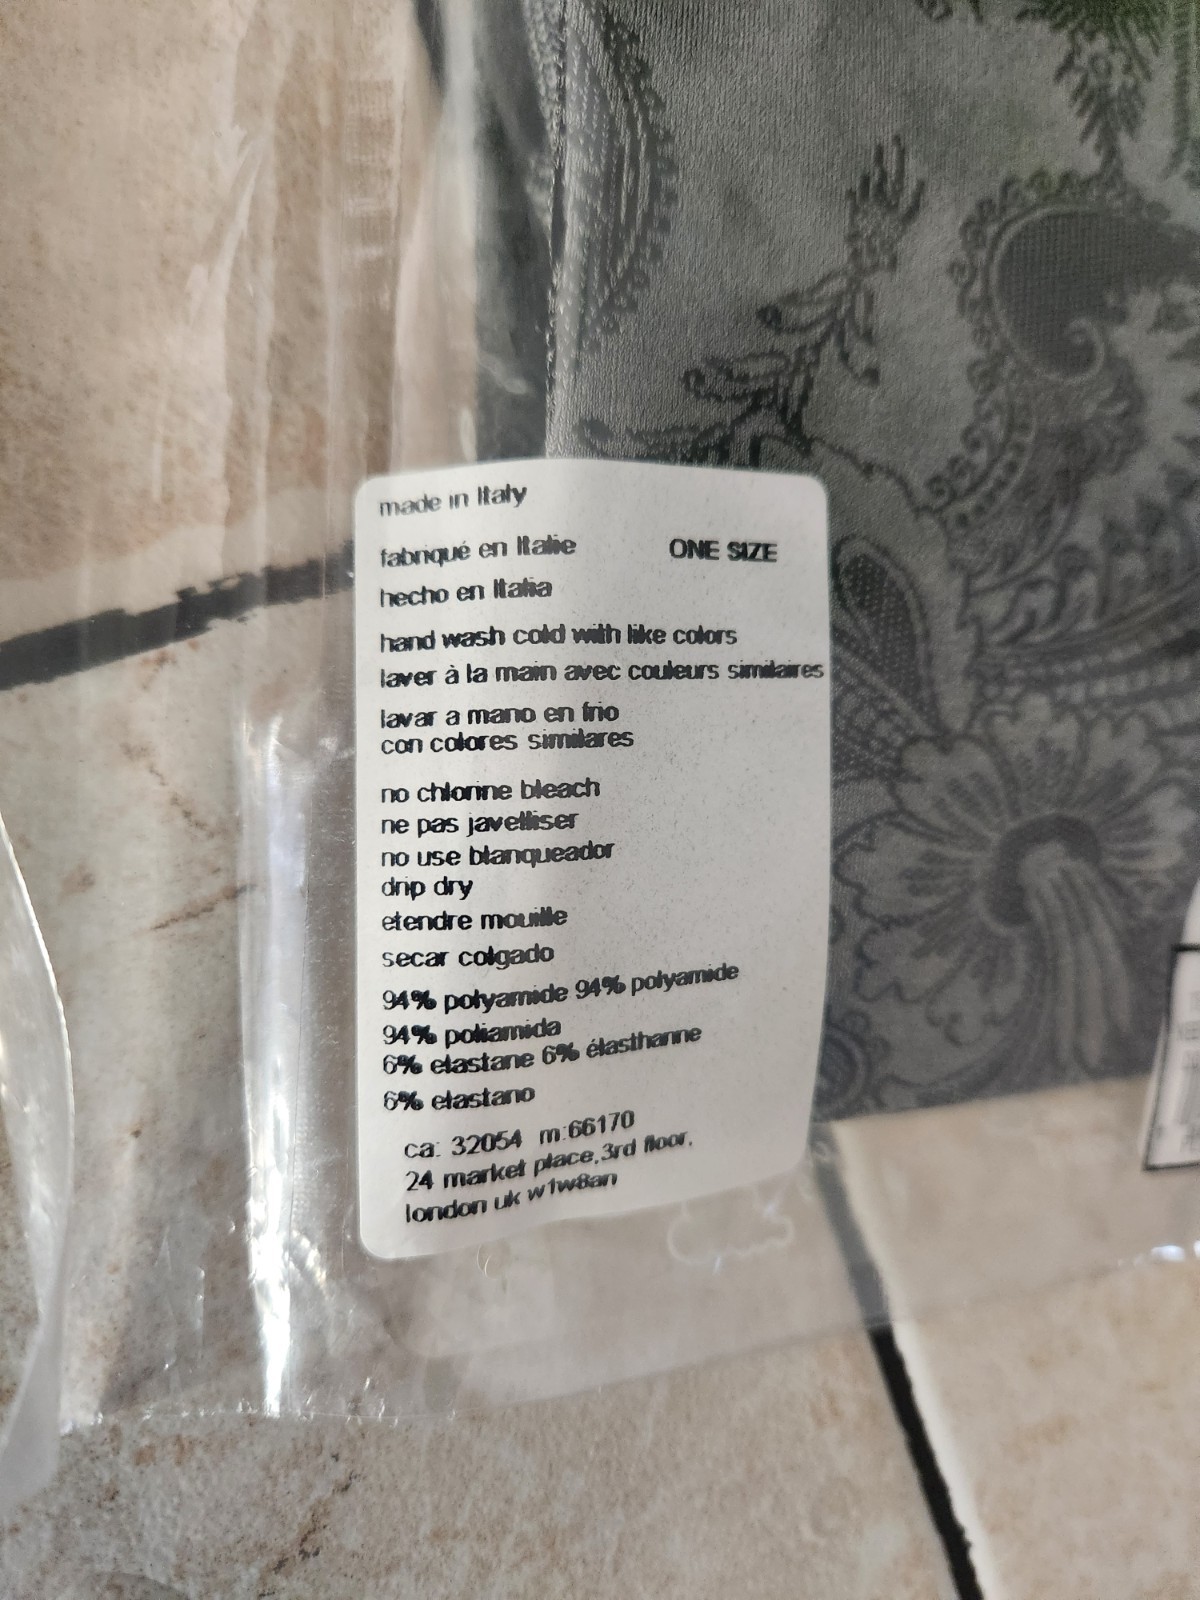 made in Italy
fabriqué en Italie
ONE SIZE
hecho en Italia
hand wash cold with like colors
laver à la main avec couleurs similaires
lavar a mano en frio
con colores similares
no chlorine bleach
ne pas javelliser
no use blanqueador
drip dry
etendre mouille
secar colgado
94% polyamide 94% polyamide
94% poliamida
6% elastane 6% élasthanne
6% elastano
ca: 32054 m:66170
24 market place,3rd floor,
london uk w1w8an